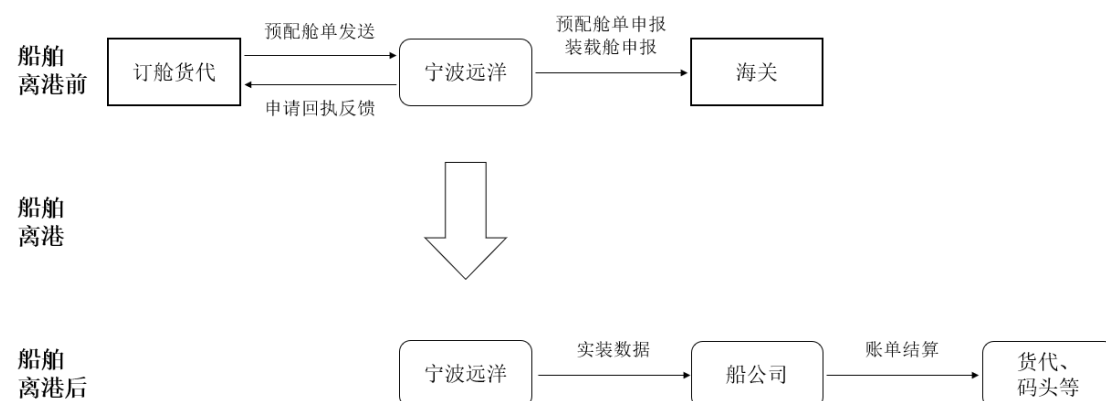 船舶
离港前
订舱货代
预配舱单发送
申请回执反馈
宁波远洋
预配舱单申报
装载舱申报
海关
船舶
离港
船舶
离港后
宁波远洋
实装数据
船公司
账单结算
货代、
码头等